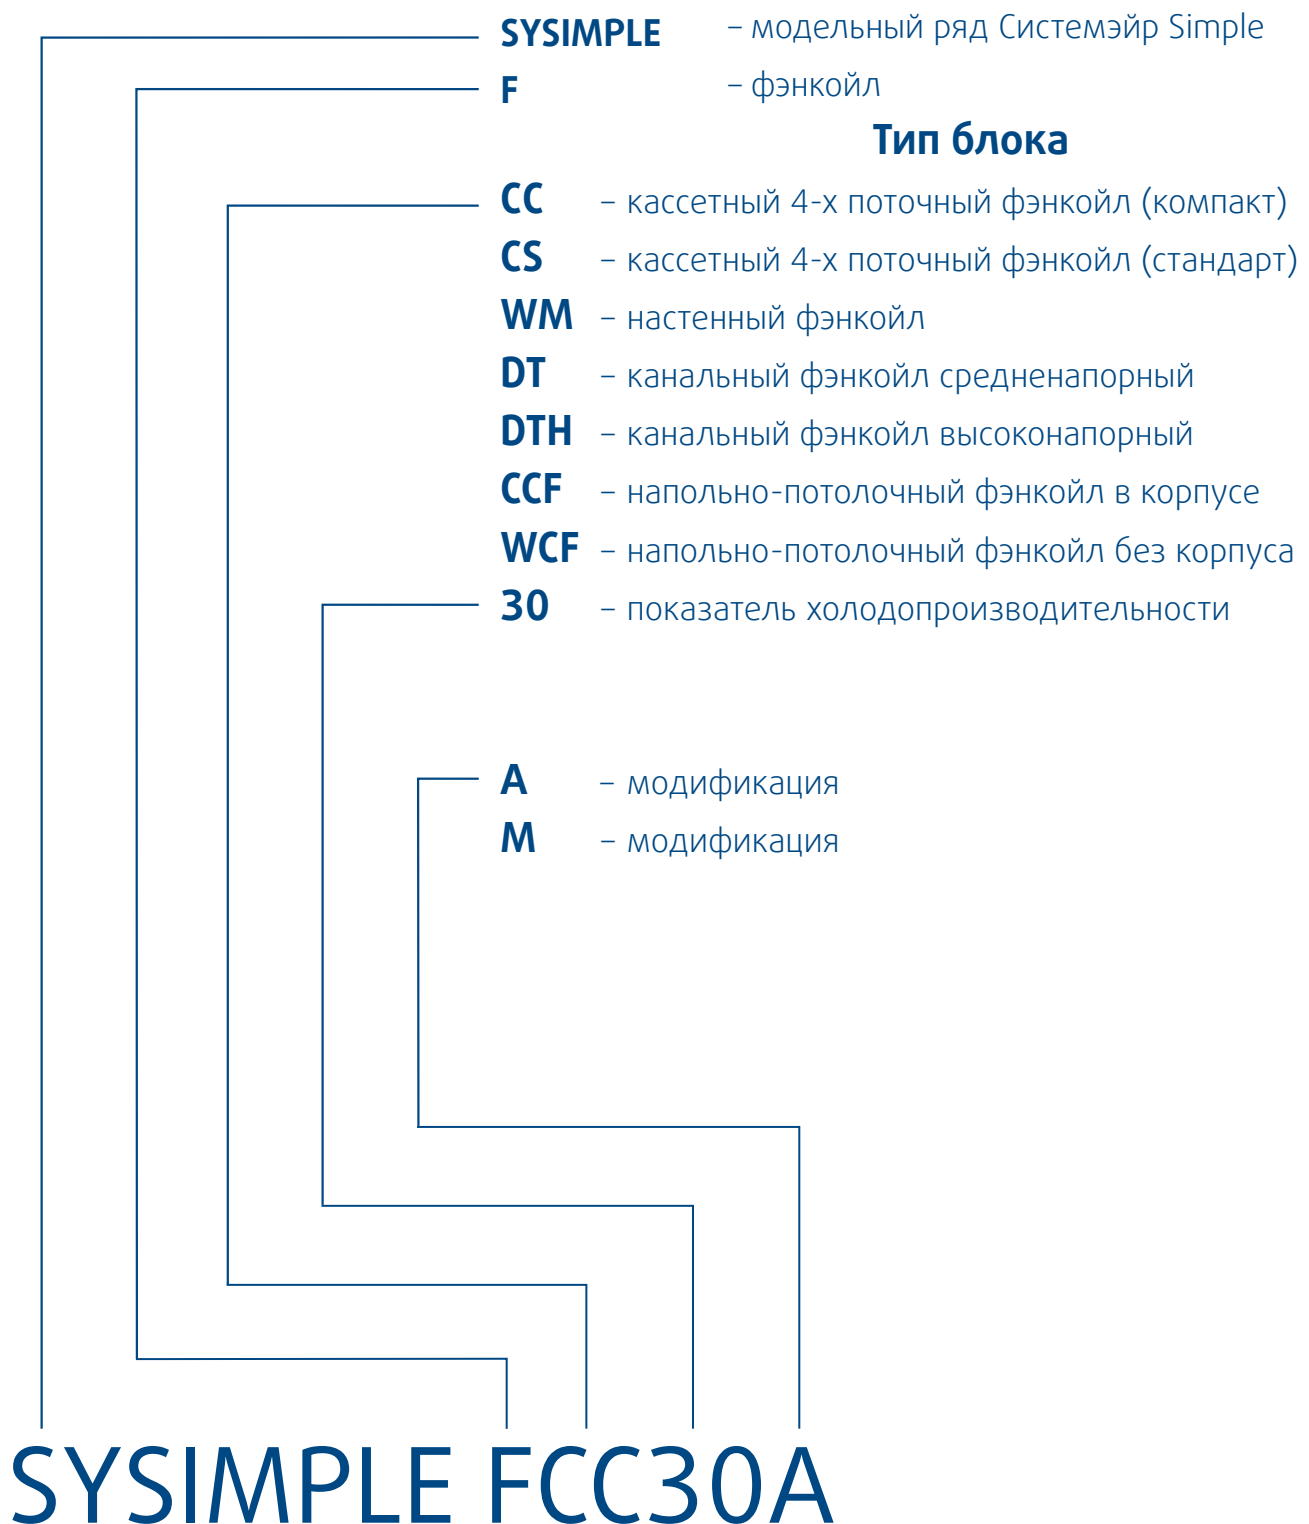 SYSIMPLE – модельный ряд Системэйр Simple
F – фэнкойл
Тип блока
CC – кассетный 4-х поточный фэнкойл (компакт)
CS – кассетный 4-х поточный фэнкойл (стандарт)
WM – настенный фэнкойл
DT – канальный фэнкойл средненапорный
DTH – канальный фэнкойл высоконапорный
CCF – напольно-потолочный фэнкойл в корпусе
WCF – напольно-потолочный фэнкойл без корпуса
30 – показатель холодопроизводительности
A – модификация
M – модификация
SYSIMPLE FCC30A